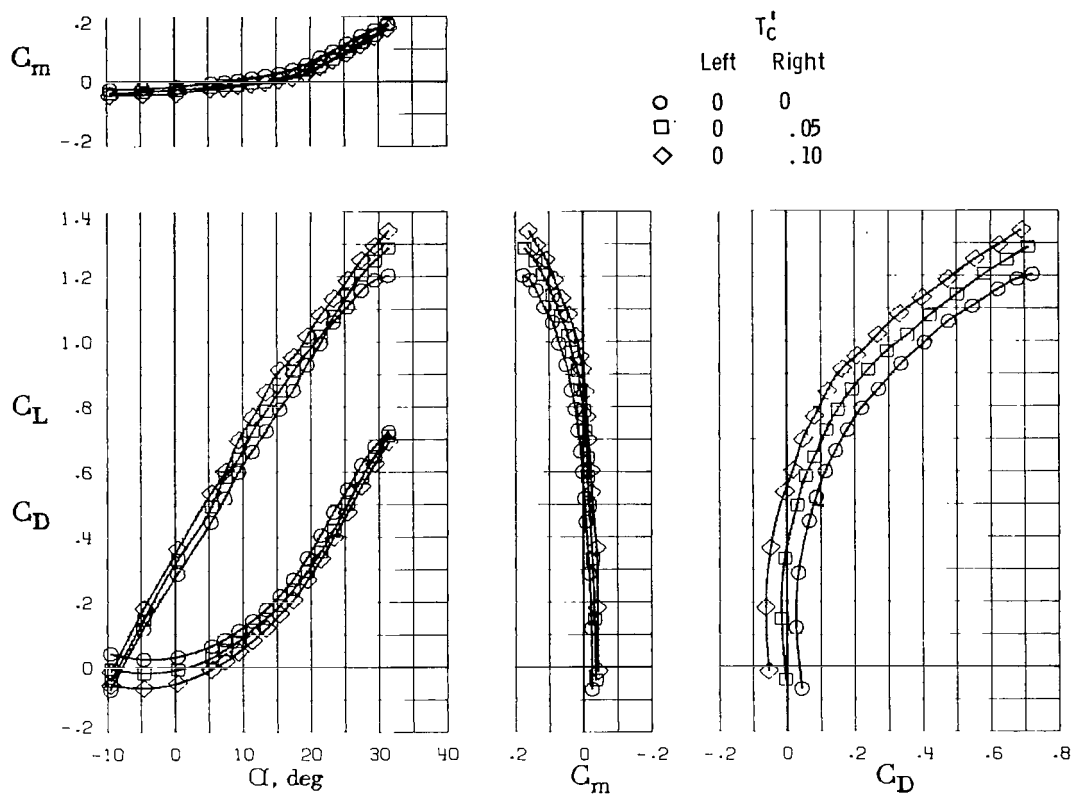 .2
C_m 0
-.2
T_C'
Left Right
0 0
0 .05
0 .10
1.4
1.2
1.0
C_L .8
.6
C_D .4
.2
0
-.2
-10 0 10 20 30 40
α, deg
.2 0 -.2
C_m
-.2 0 .2 .4 .6 .8
C_D